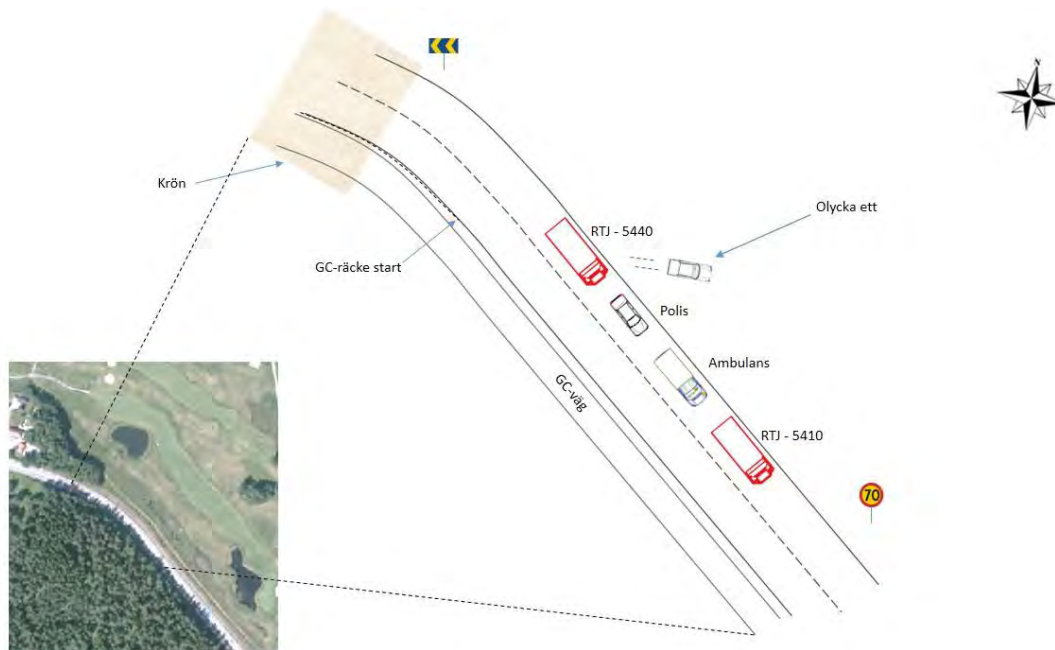 N
Krön
RTJ - 5440
Olycka ett
GC-räcke start
Polis
Ambulans
GC-väg
RTJ - 5410
70